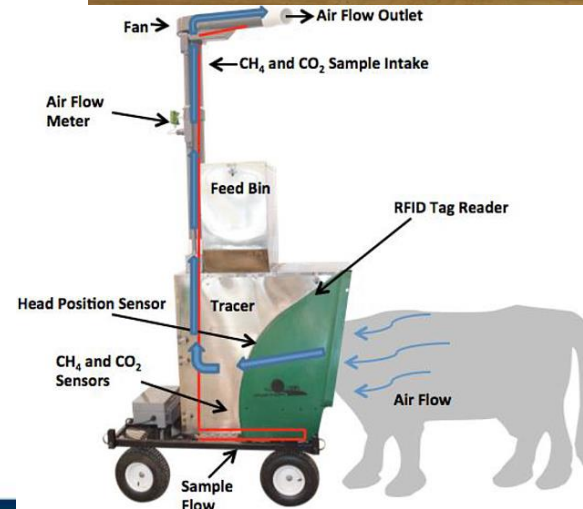 Air Flow Outlet
Fan
CH₄ and CO₂ Sample Intake
Air Flow
Meter
Feed Bin
RFID Tag Reader
Head Position Sensor
Tracer
CH₄ and CO₂
Sensors
Air Flow
Sample
Flow